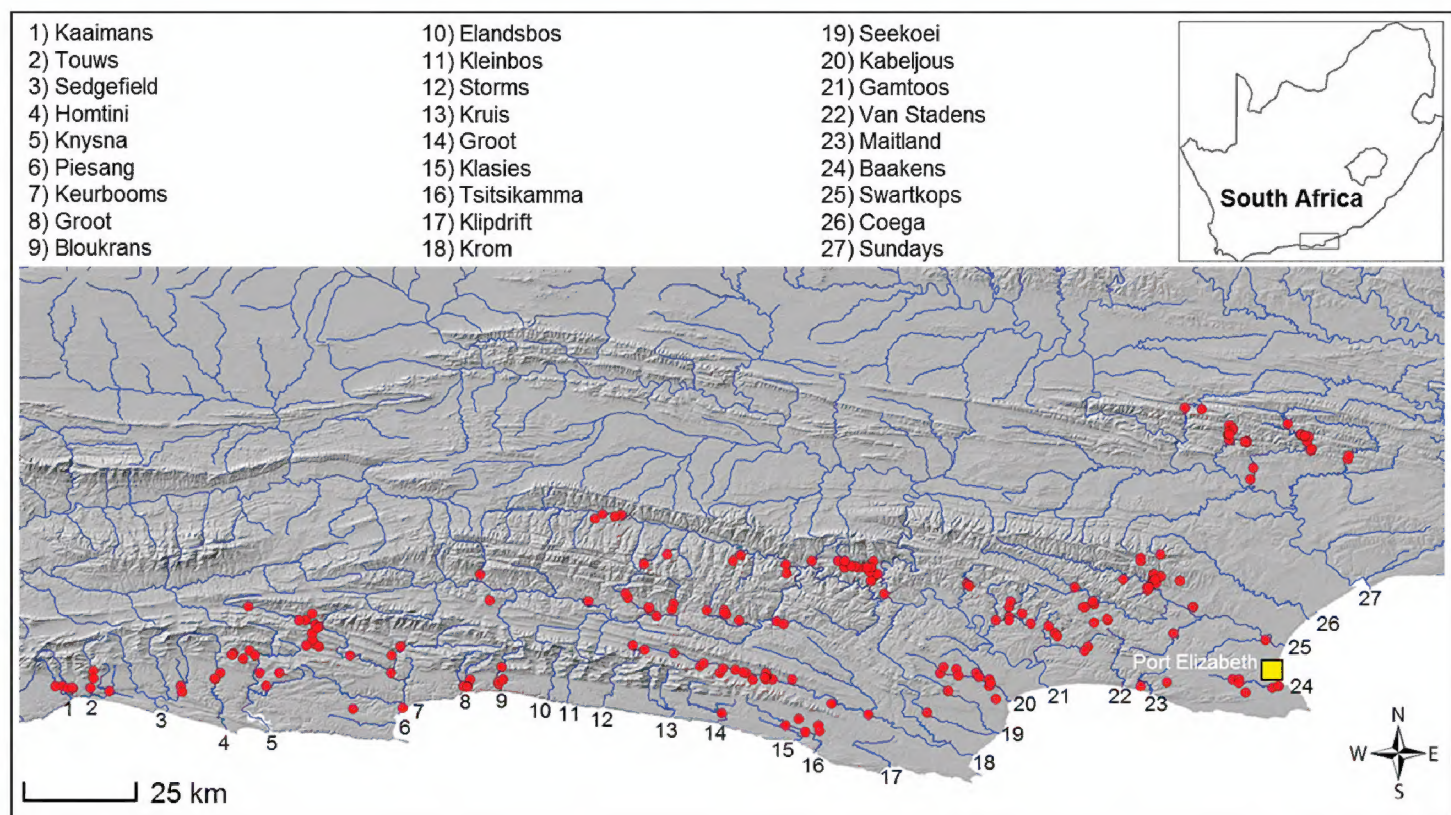 1) Kaaimans
2) Touws
3) Sedgefield
4) Homtini
5) Knysna
6) Piesang
7) Keurbooms
8) Groot
9) Bloukrans
10) Elandsbos
11) Kleinbos
12) Storms
13) Kruis
14) Groot
15) Klasies
16) Tsitsikamma
17) Klipdrift
18) Krom
19) Seekoei
20) Kabeljous
21) Gamtoos
22) Van Stadens
23) Maitland
24) Baakens
25) Swartkops
26) Coega
27) Sundays
South Africa
27
26
25
Port Elizabeth
24
1
2
3
4
5
6
7
8
9
10
11
12
13
14
15
16
17
18
19
20
21
22
23
N
W E
S
25 km